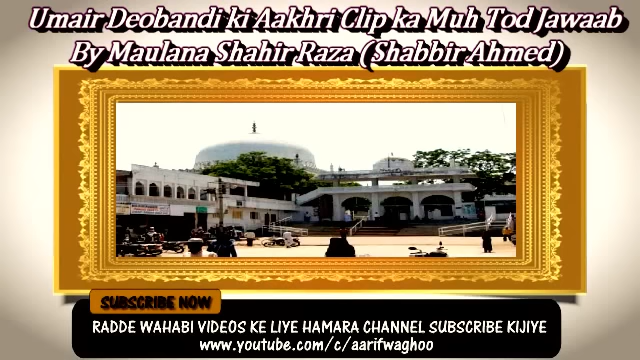 Umair Deobandi ki Aakhri Clip ka Muh Tod Jawaab
By Maulana Shahir Raza (Shabbir Ahmed)
SUBSCRIBE NOW
RADDE WAHABI VIDEOS KE LIYE HAMARA CHANNEL SUBSCRIBE KIJIYE
www.youtube.com/c/aarifwaghoo